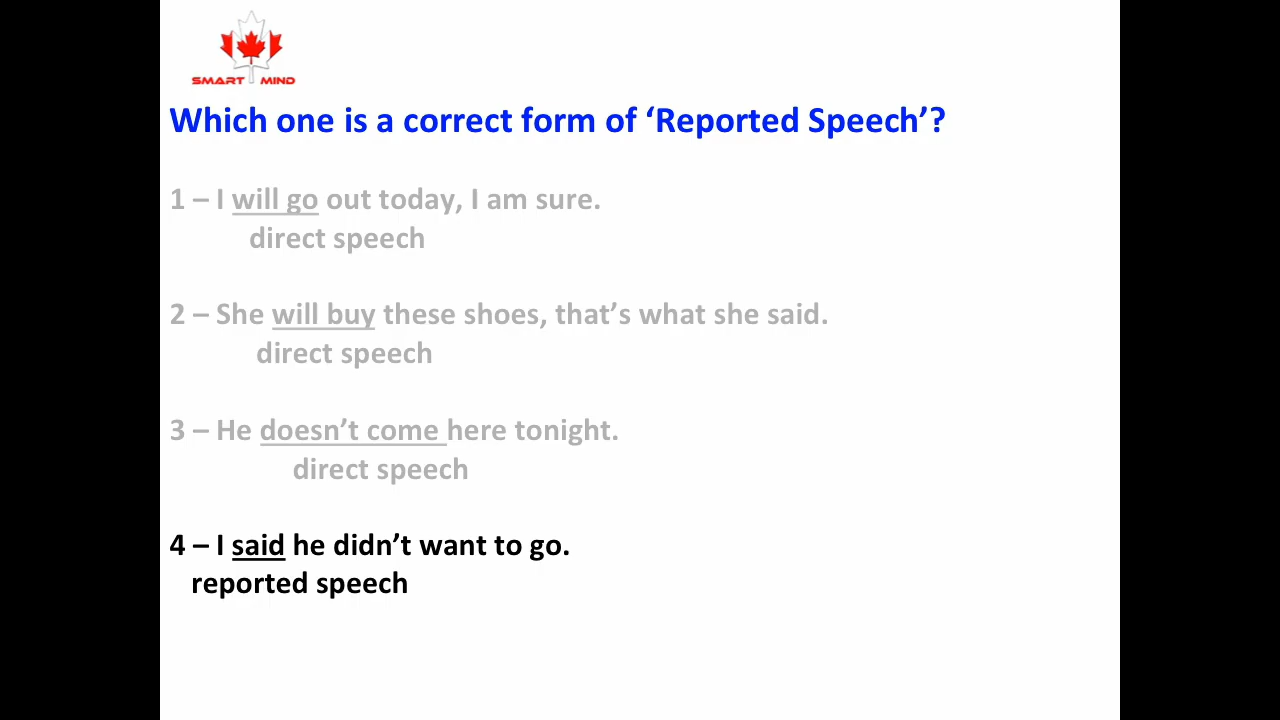 SMART MIND
Which one is a correct form of ‘Reported Speech’?
1 – I will go out today, I am sure.
direct speech
2 – She will buy these shoes, that’s what she said.
direct speech
3 – He doesn’t come here tonight.
direct speech
4 – I said he didn’t want to go.
reported speech